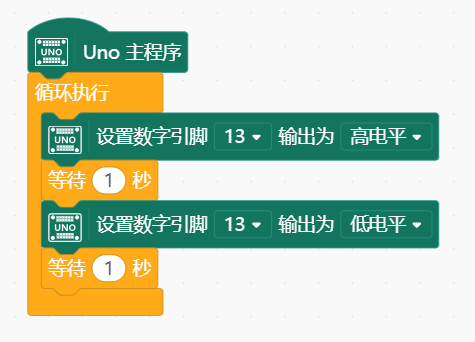 UNO Uno 主程序
循环执行
UNO 设置数字引脚 13 输出为 高电平
等待 1 秒
UNO 设置数字引脚 13 输出为 低电平
等待 1 秒